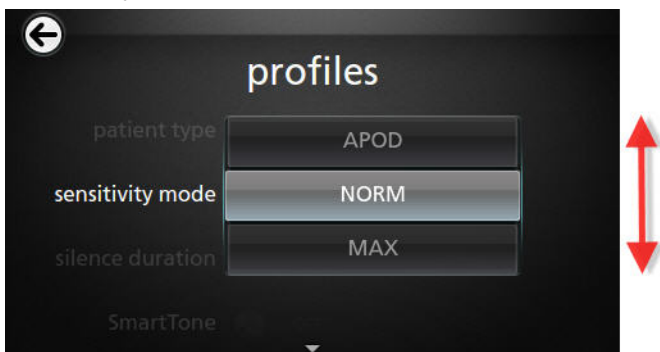 profiles
patient type
APOD
sensitivity mode
NORM
silence duration
MAX
SmartTone